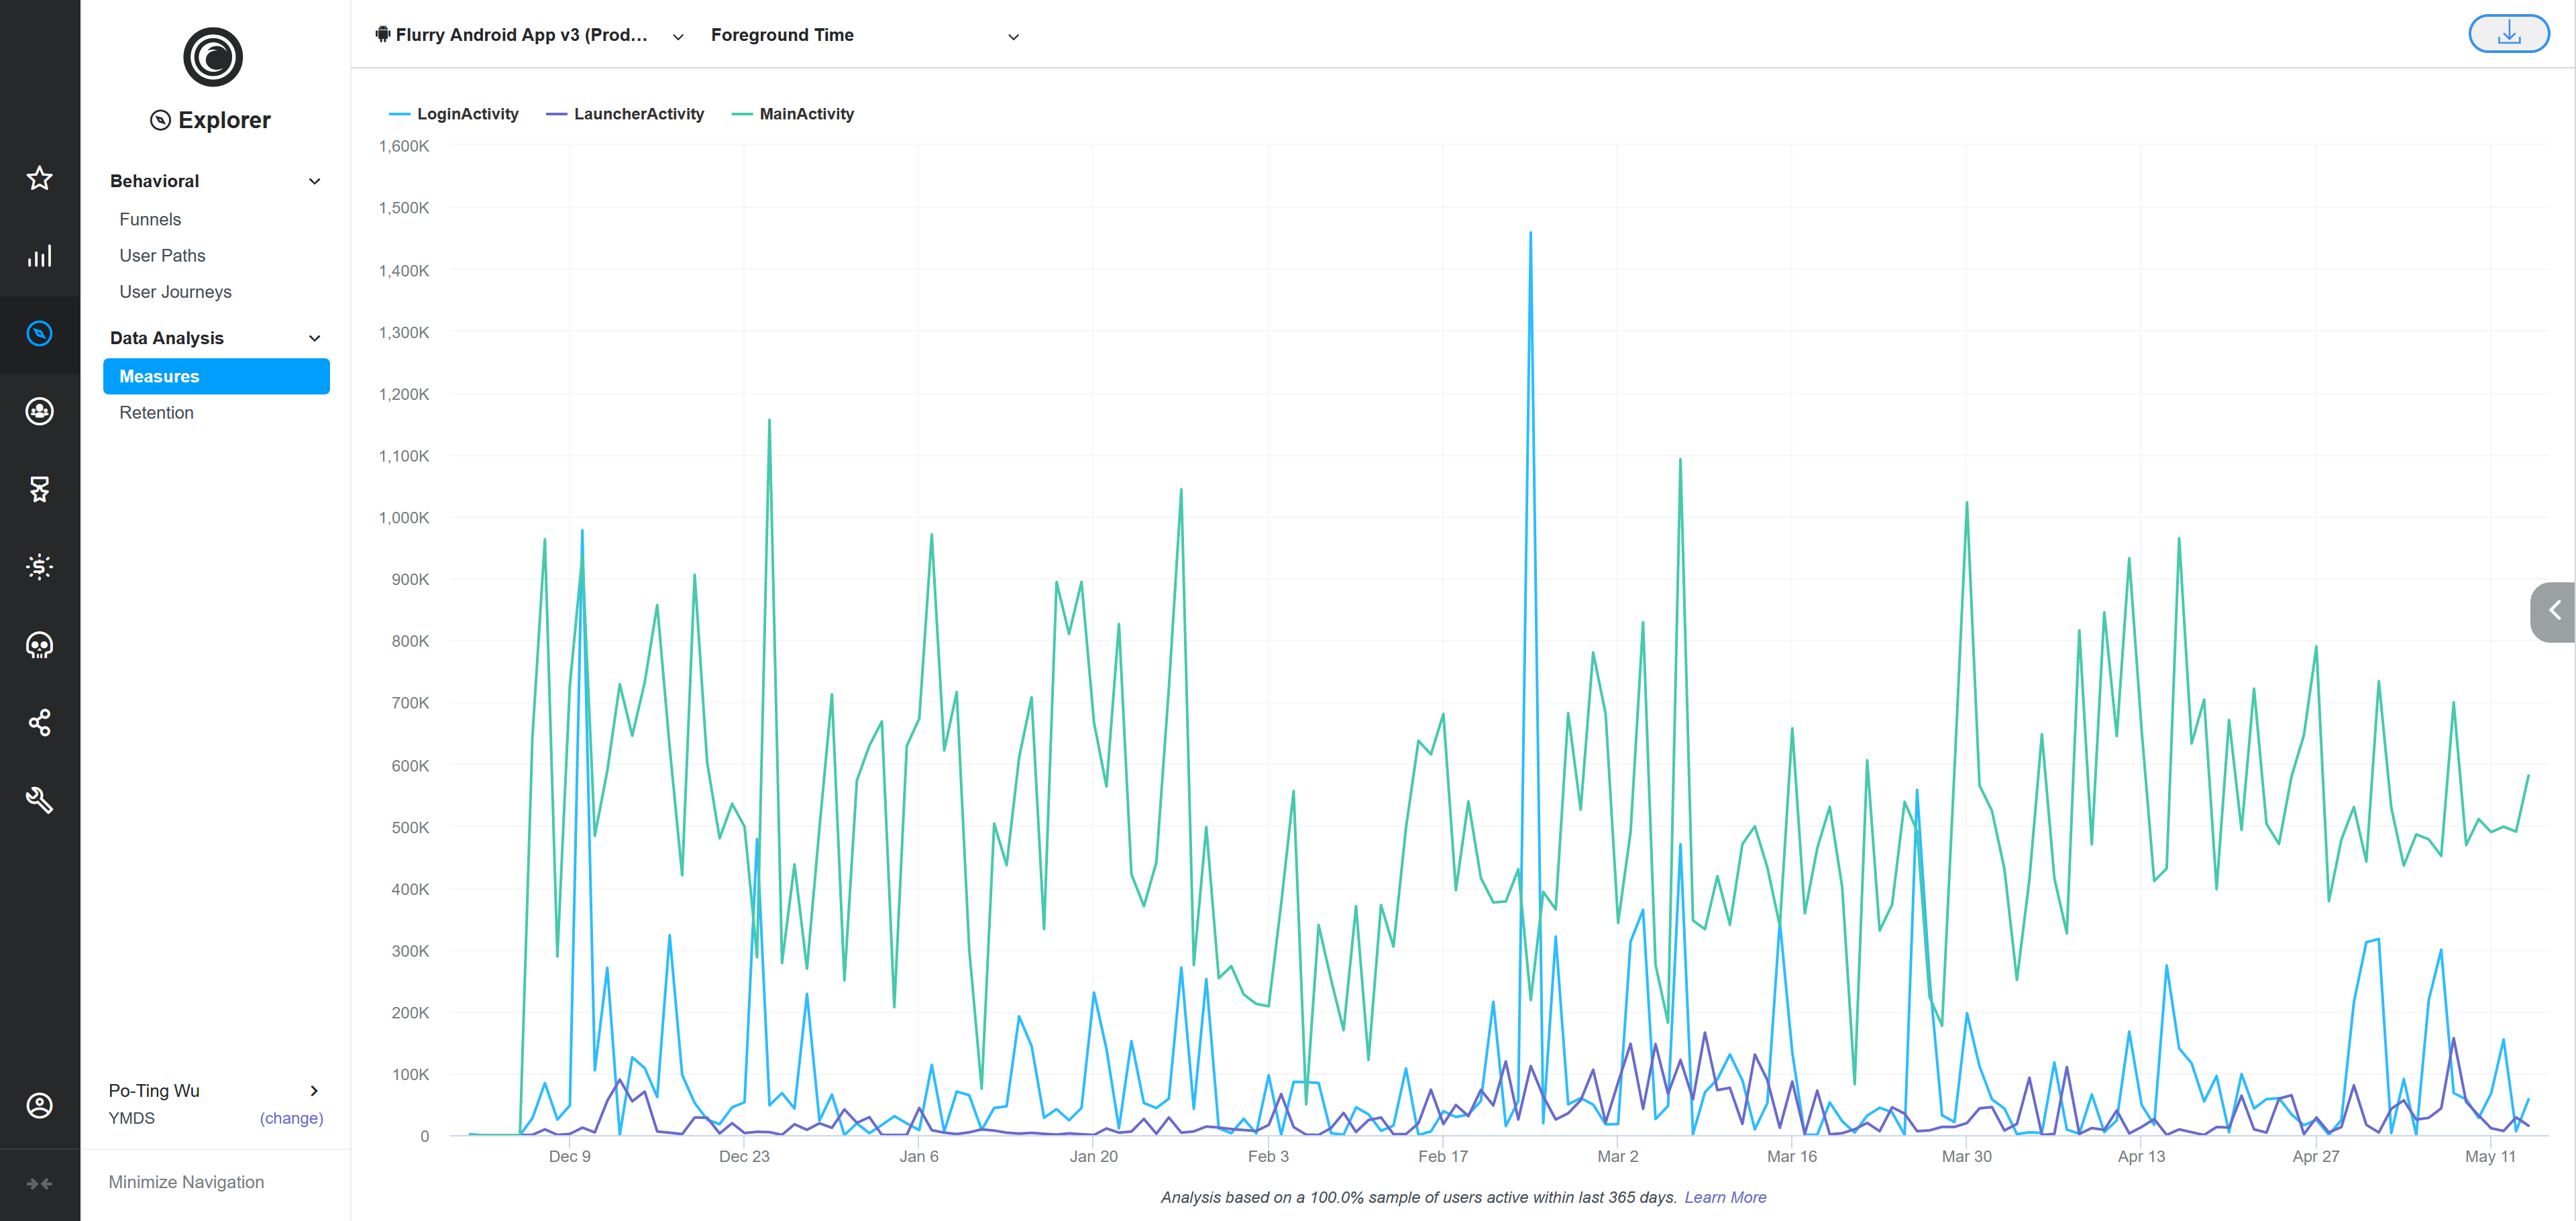 Flurry Android App v3 (Prod...
Foreground Time
Explorer
Behavioral
Funnels
User Paths
User Journeys
Data Analysis
Measures
Retention
Po-Ting Wu
YMDS
(change)
Minimize Navigation
LoginActivity
LauncherActivity
MainActivity
1,600K
1,500K
1,400K
1,300K
1,200K
1,100K
1,000K
900K
800K
700K
600K
500K
400K
300K
200K
100K
0
Dec 9
Dec 23
Jan 6
Jan 20
Feb 3
Feb 17
Mar 2
Mar 16
Mar 30
Apr 13
Apr 27
May 11
Analysis based on a 100.0% sample of users active within last 365 days. Learn More